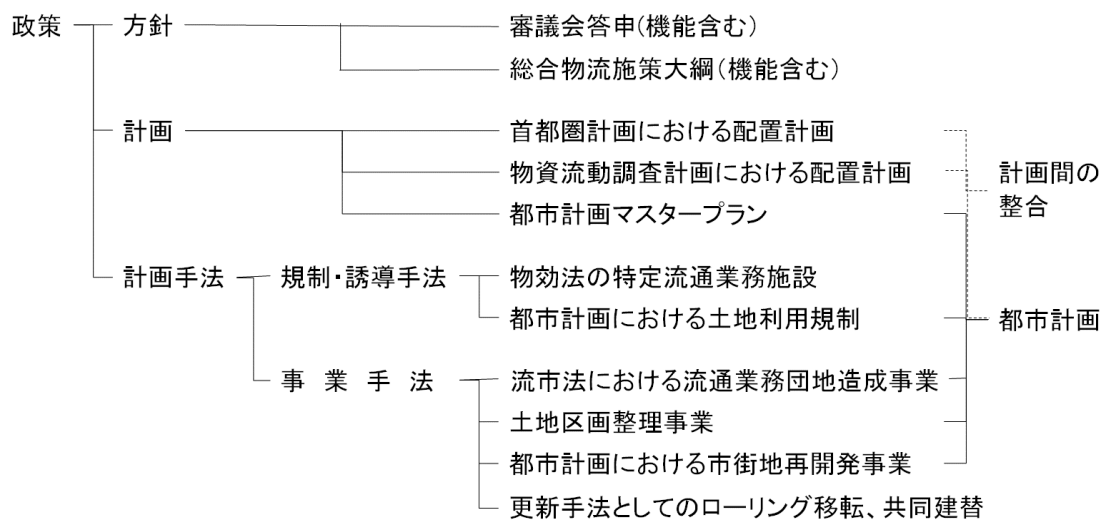 政策 方針 審議会答申(機能含む)
総合物流施策大綱(機能含む)
計画 首都圏計画における配置計画
物資流動調査計画における配置計画
計画間の
整合
都市計画マスタープラン
計画手法 規制・誘導手法 物効法の特定流通業務施設
都市計画における土地利用規制 都市計画
事業手法 流市法における流通業務団地造成事業
土地区画整理事業
都市計画における市街地再開発事業
更新手法としてのローリング移転、共同建替